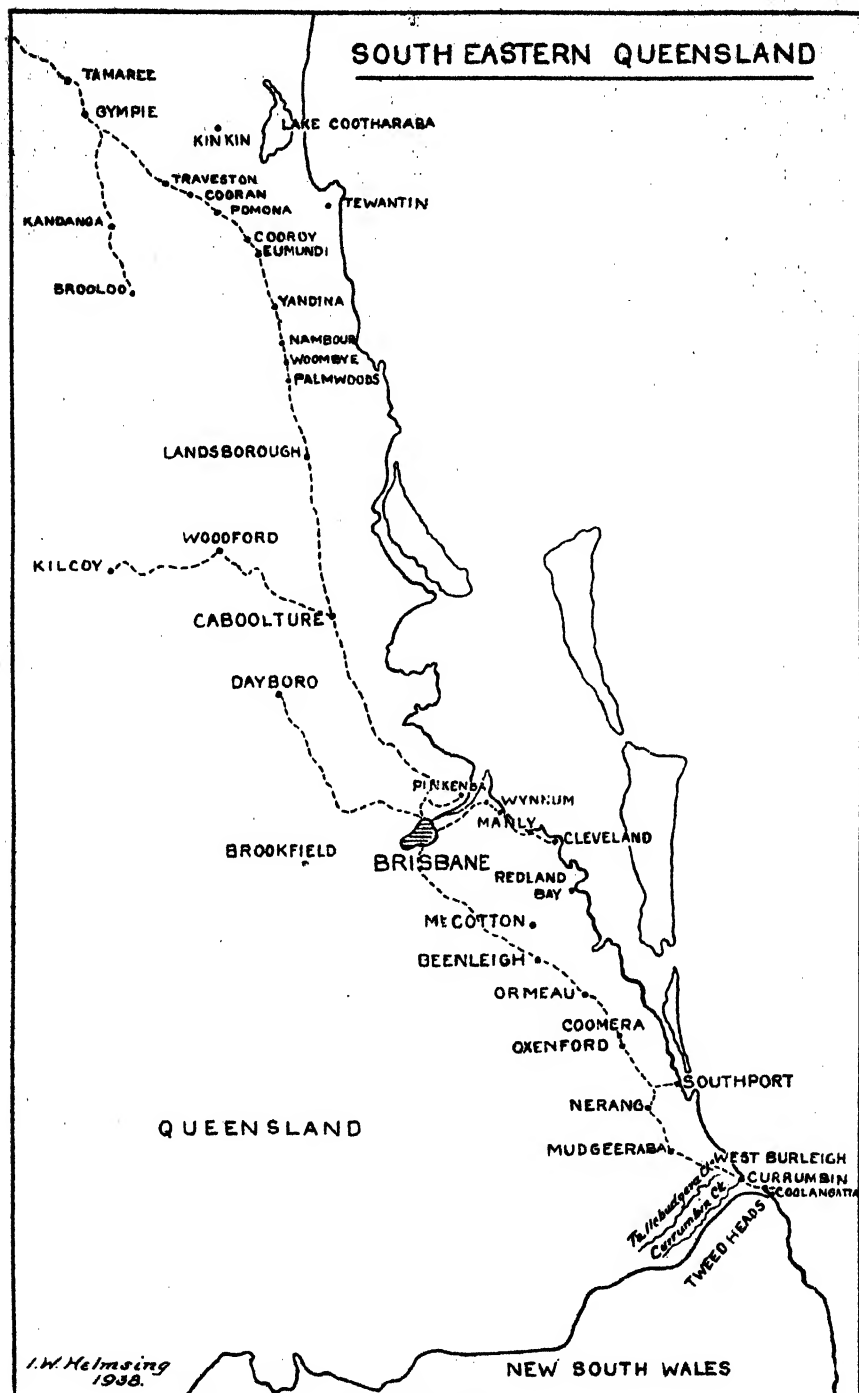 SOUTH EASTERN QUEENSLAND
TAMAREE
GYMPIE
KINKIN
LAKE COOTHARABA
TRAVESTON
COORAN
POMONA
TEWANTIN
KANDANGA
COOROY
EUMUNDI
BROOLOO
YANDINA
NAMBOUR
WOOMBYE
PALMWOODS
LANDSBOROUGH
WOODFORD
KILCOY
CABOOLTURE
DAYBORO
PINKENBA
WYNNUM
MANLY
CLEVELAND
BROOKFIELD
BRISBANE
REDLAND
BAY
Mt COTTON
BEENLEIGH
ORMEAU
COOMERA
OXENFORD
SOUTHPORT
NERANG
QUEENSLAND
MUDGEERABA
WEST BURLEIGH
CURRUMBIN
COOLANGATTA
Tallebudgera Ck.
Currumbin Ck.
TWEED HEADS
I.W. Helmsing
1938.
NEW SOUTH WALES